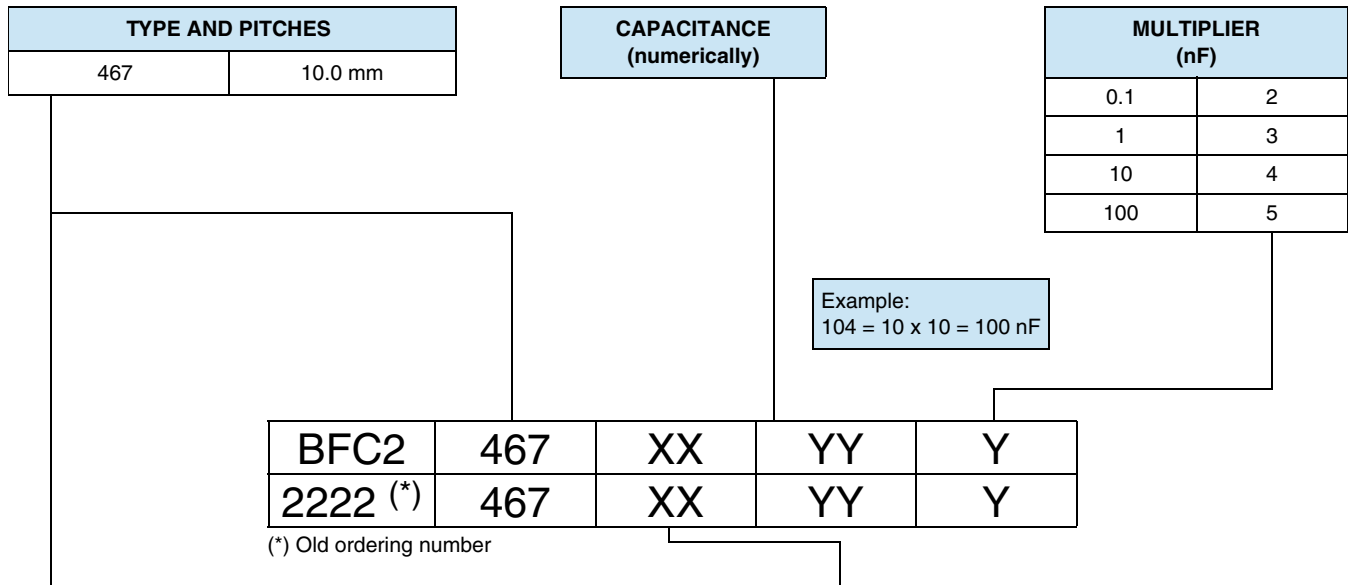 TYPE AND PITCHES
467 10.0 mm
CAPACITANCE
(numerically)
MULTIPLIER
(nF)
0.1 2
1 3
10 4
100 5
Example:
104 = 10 x 10 = 100 nF
BFC2 467 XX YY Y
2222 (*) 467 XX YY Y
(*) Old ordering number